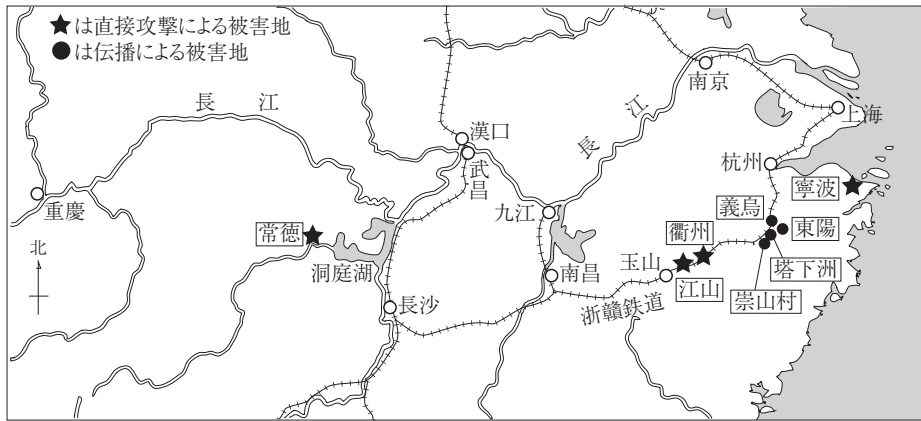 ★は直接攻撃による被害地
●は伝播による被害地
長江
重慶
北
常徳
洞庭湖
漢口
武昌
長沙
九江
南昌
長江
南京
上海
杭州
寧波
義烏
東陽
衢州
塔下洲
玉山
江山
崇山村
浙贛鉄道